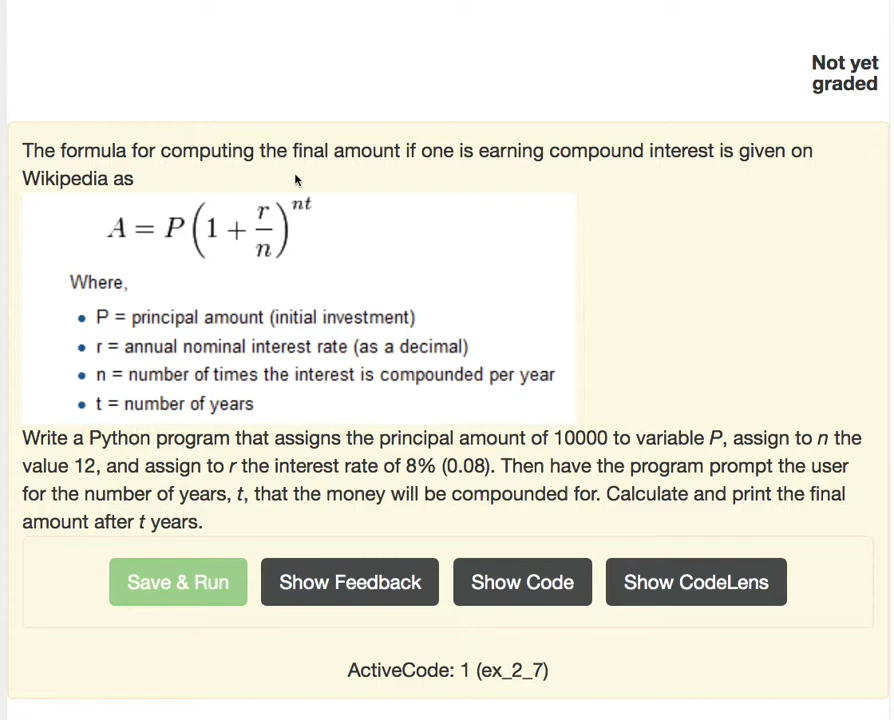 Not yet
graded
The formula for computing the final amount if one is earning compound interest is given on
Wikipedia as
A = P(1 + r/n)^nt
Where,
• P = principal amount (initial investment)
• r = annual nominal interest rate (as a decimal)
• n = number of times the interest is compounded per year
• t = number of years
Write a Python program that assigns the principal amount of 10000 to variable P, assign to n the
value 12, and assign to r the interest rate of 8% (0.08). Then have the program prompt the user
for the number of years, t, that the money will be compounded for. Calculate and print the final
amount after t years.
Save & Run Show Feedback Show Code Show CodeLens
ActiveCode: 1 (ex_2_7)